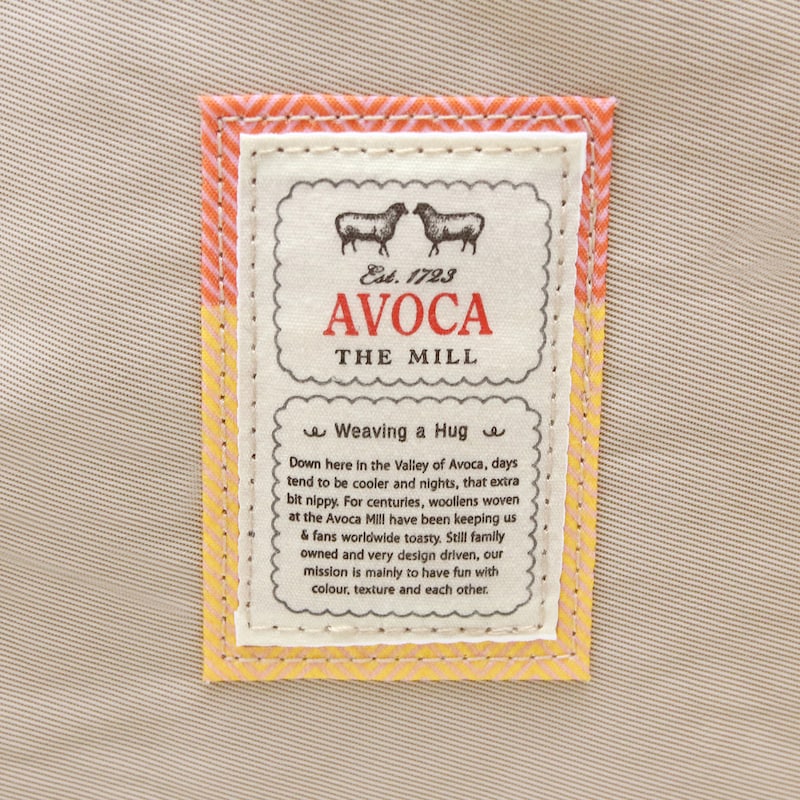 Est. 1723
AVOCA
THE MILL
Weaving a Hug
Down here in the Valley of Avoca, days
tend to be cooler and nights, that extra
bit nippy. For centuries, woollens woven
at the Avoca Mill have been keeping us
& fans worldwide toasty. Still family
owned and very design driven, our
mission is mainly to have fun with
colour, texture and each other.